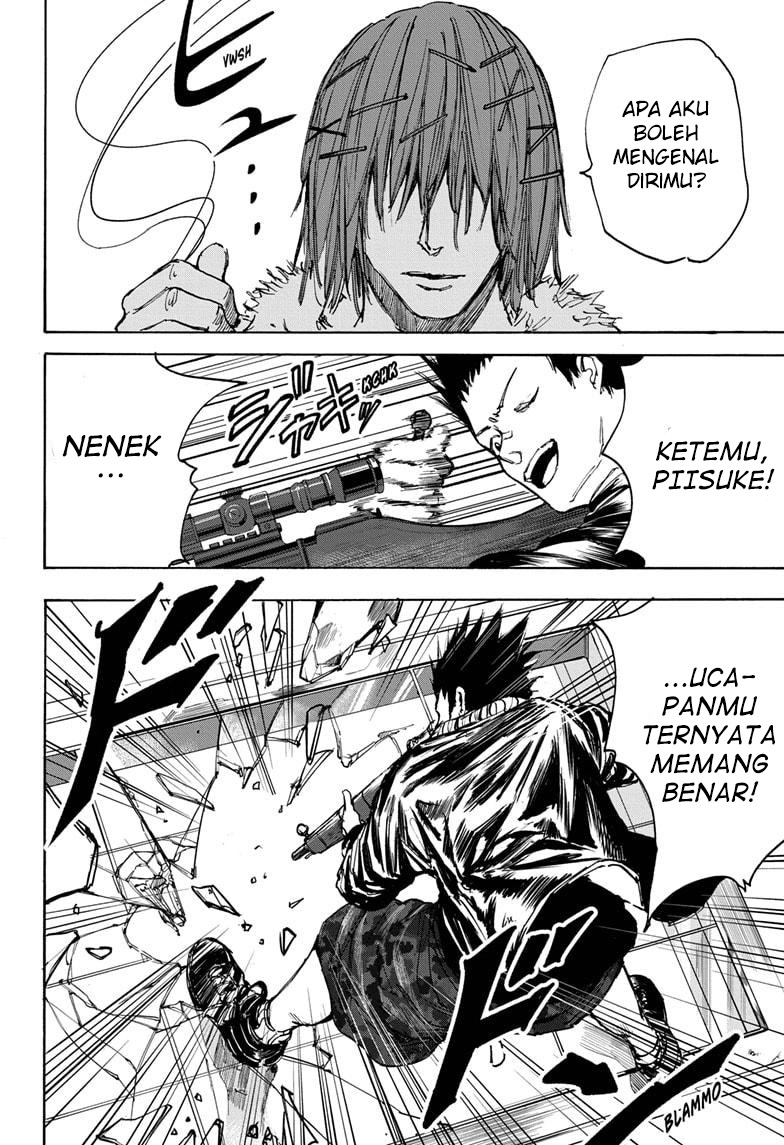 APA AKU
BOLEH
MENGENAL
DIRIMU?
ヒュ...
VWSH
KETEMU,
PIISUKE!
ジャキッ
KCHK
NENEK
...
...UCA-
PANMU
TERNYATA
MEMANG
BENAR!
ドド
BLAMMO